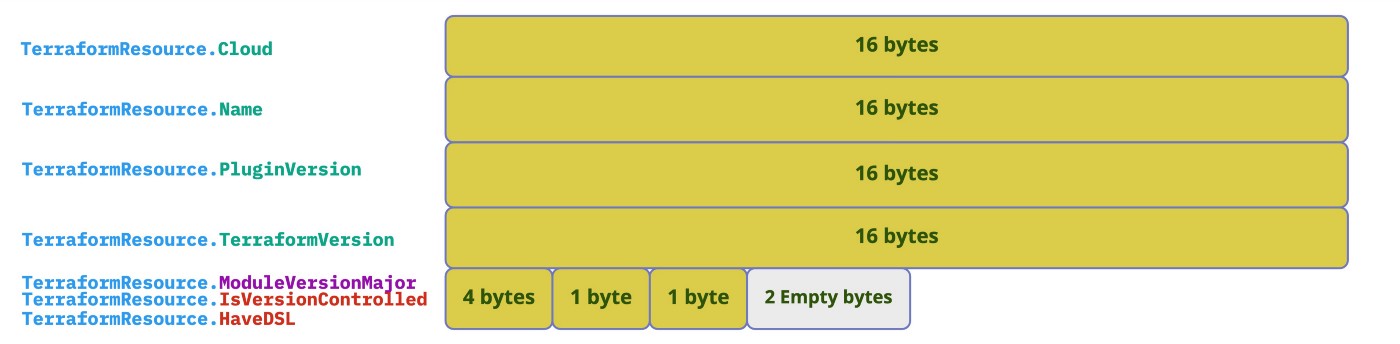 TerraformResource.Cloud 16 bytes
TerraformResource.Name 16 bytes
TerraformResource.PluginVersion 16 bytes
TerraformResource.TerraformVersion 16 bytes
TerraformResource.ModuleVersionMajor
TerraformResource.IsVersionControlled
TerraformResource.HaveDSL
4 bytes 1 byte 1 byte 2 Empty bytes